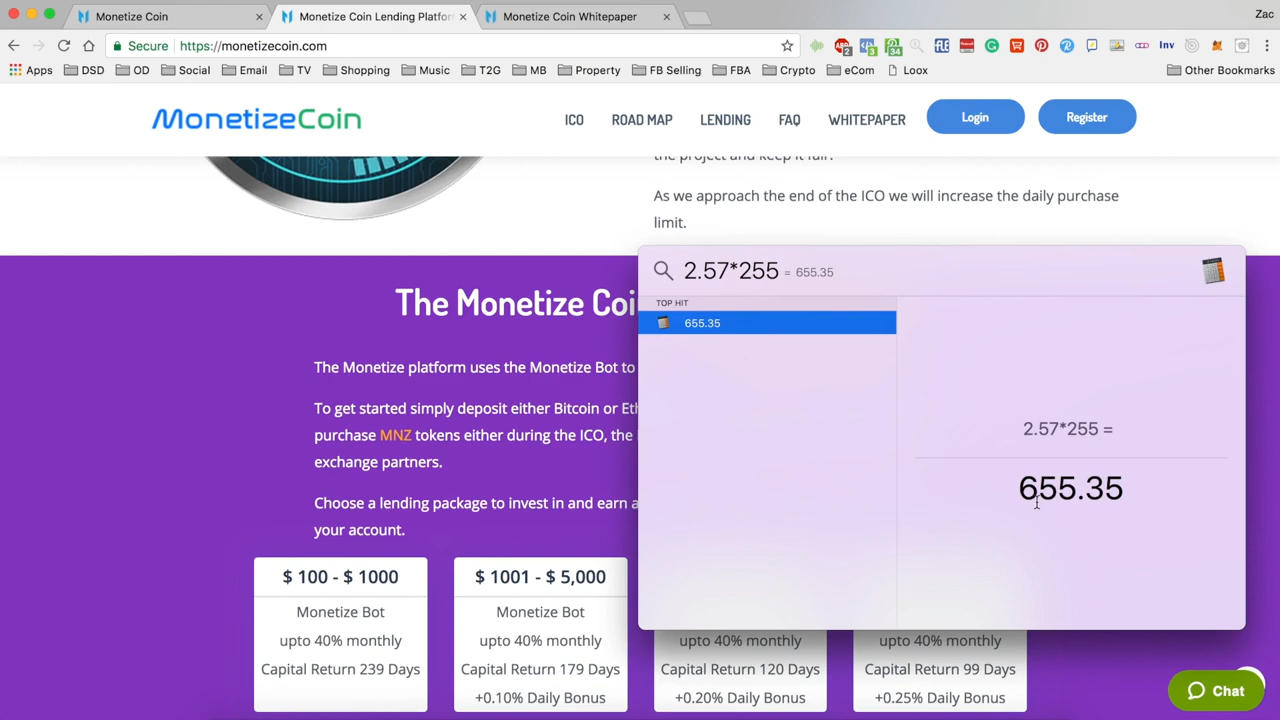 Monetize Coin
Monetize Coin Lending Platforr
Monetize Coin Whitepaper
Zac
Secure
https://monetizecoin.com
Apps
DSD
OD
Social
Email
TV
Shopping
Music
T2G
MB
Property
FB Selling
FBA
Crypto
eCom
Loox
Other Bookmarks
MonetizeCoin
ICO
ROAD MAP
LENDING
FAQ
WHITEPAPER
Login
Register
the project and keep it fair?
As we approach the end of the ICO we will increase the daily purchase
limit.
2.57*255 = 655.35
TOP HIT
655.35
2.57*255 =
655.35
The Monetize Coi
The Monetize platform uses the Monetize Bot to
To get started simply deposit either Bitcoin or Eth
purchase MNZ tokens either during the ICO, the i
exchange partners.
Choose a lending package to invest in and earn a
your account.
$ 100 - $ 1000
Monetize Bot
upto 40% monthly
Capital Return 239 Days
$ 1001 - $ 5,000
Monetize Bot
upto 40% monthly
Capital Return 179 Days
+0.10% Daily Bonus
upto 40% monthly
Capital Return 120 Days
+0.20% Daily Bonus
upto 40% monthly
Capital Return 99 Days
+0.25% Daily Bonus
Chat